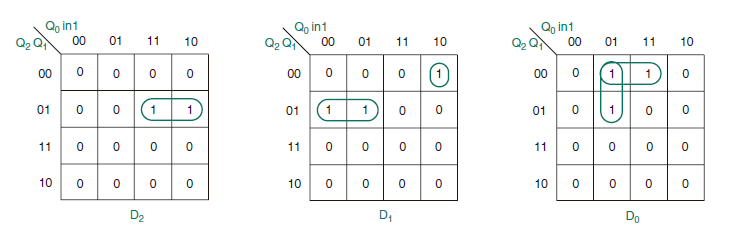 Q0 in1
Q2 Q1 00 01 11 10
00 0 0 0 0
01 0 0 1 1
11 0 0 0 0
10 0 0 0 0
D2
Q0 in1
Q2 Q1 00 01 11 10
00 0 0 0 1
01 1 1 0 0
11 0 0 0 0
10 0 0 0 0
D1
Q0 in1
Q2 Q1 00 01 11 10
00 0 1 1 0
01 0 1 0 0
11 0 0 0 0
10 0 0 0 0
D0